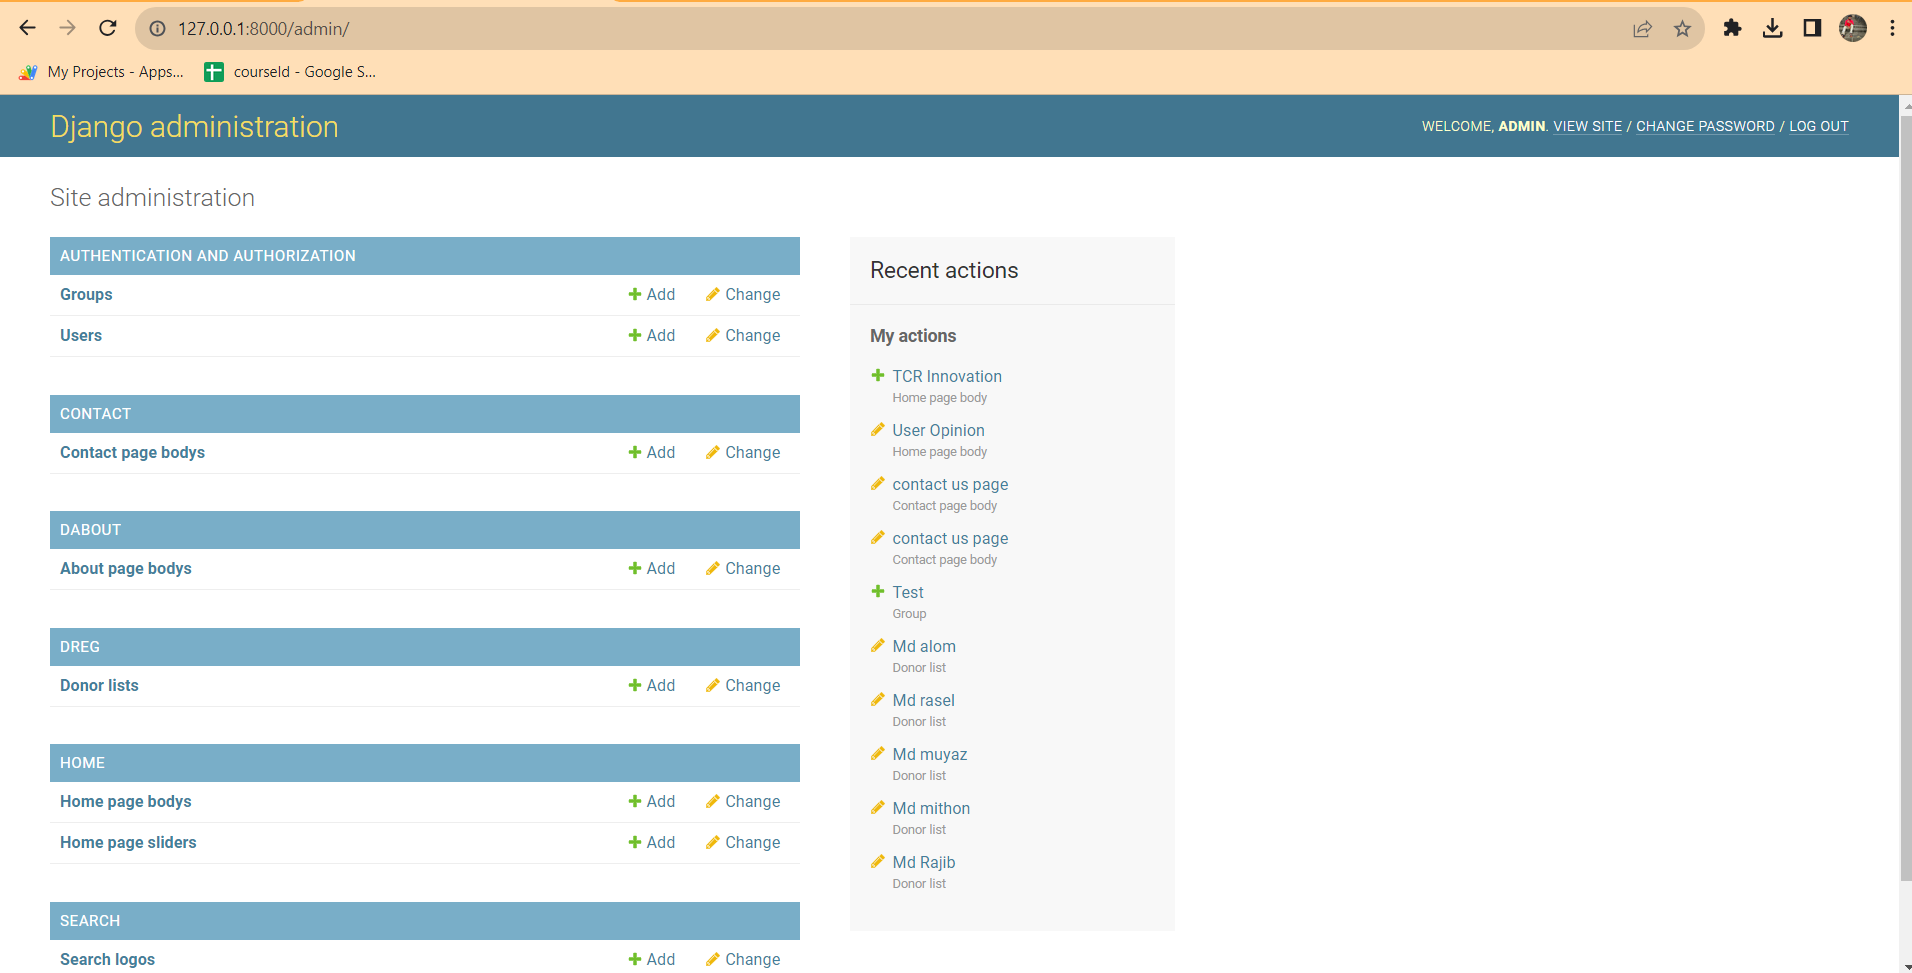 127.0.0.1:8000/admin/
My Projects - Apps...
courseId - Google S...
Django administration
WELCOME, ADMIN. VIEW SITE / CHANGE PASSWORD / LOG OUT
Site administration
AUTHENTICATION AND AUTHORIZATION
Groups Add Change
Users Add Change
CONTACT
Contact page bodys Add Change
DABOUT
About page bodys Add Change
DREG
Donor lists Add Change
HOME
Home page bodys Add Change
Home page sliders Add Change
SEARCH
Search logos Add Change
Recent actions
My actions
TCR Innovation
Home page body
User Opinion
Home page body
contact us page
Contact page body
contact us page
Contact page body
Test
Group
Md alom
Donor list
Md rasel
Donor list
Md muyaz
Donor list
Md mithon
Donor list
Md Rajib
Donor list